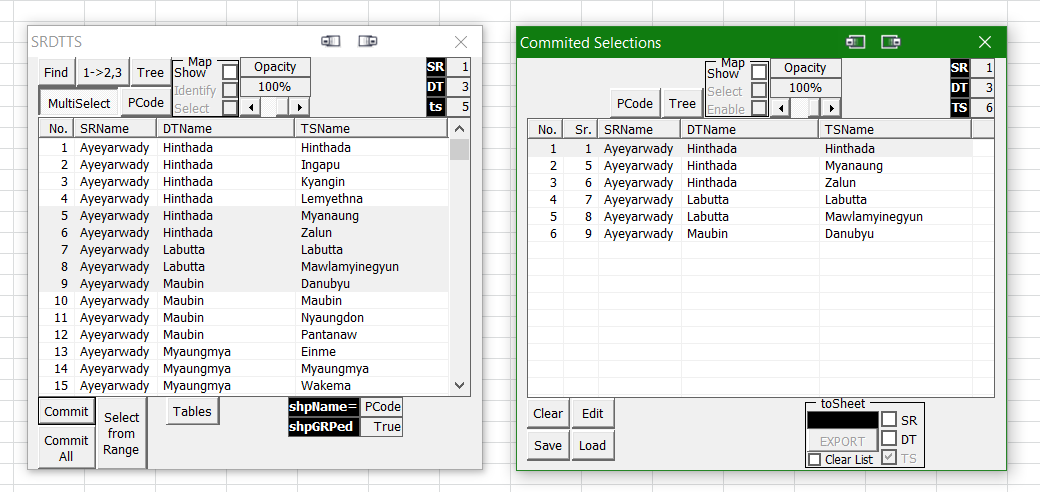 SRDTTS
Find 1->2,3 Tree Map Show Identify Select Opacity 100% SR 1 DT 3 ts 5
MultiSelect PCode
No. SRName DTName TSName
1 Ayeyarwady Hinthada Hinthada
2 Ayeyarwady Hinthada Ingapu
3 Ayeyarwady Hinthada Kyangin
4 Ayeyarwady Hinthada Lemyethna
5 Ayeyarwady Hinthada Myanaung
6 Ayeyarwady Hinthada Zalun
7 Ayeyarwady Labutta Labutta
8 Ayeyarwady Labutta Mawlamyinegyun
9 Ayeyarwady Maubin Danubyu
10 Ayeyarwady Maubin Maubin
11 Ayeyarwady Maubin Nyaungdon
12 Ayeyarwady Maubin Pantanaw
13 Ayeyarwady Myaungmya Einme
14 Ayeyarwady Myaungmya Myaungmya
15 Ayeyarwady Myaungmya Wakema
Commit Select from Range Tables shpName= PCode
Commit All shpGRPed True
Commited Selections
PCode Tree Map Show Select Enable Opacity 100% SR 1 DT 3 TS 6
No. Sr. SRName DTName TSName
1 1 Ayeyarwady Hinthada Hinthada
2 5 Ayeyarwady Hinthada Myanaung
3 6 Ayeyarwady Hinthada Zalun
4 7 Ayeyarwady Labutta Labutta
5 8 Ayeyarwady Labutta Mawlamyinegyun
6 9 Ayeyarwady Maubin Danubyu
Clear Edit toSheet SR
Save Load EXPORT DT
Clear List TS